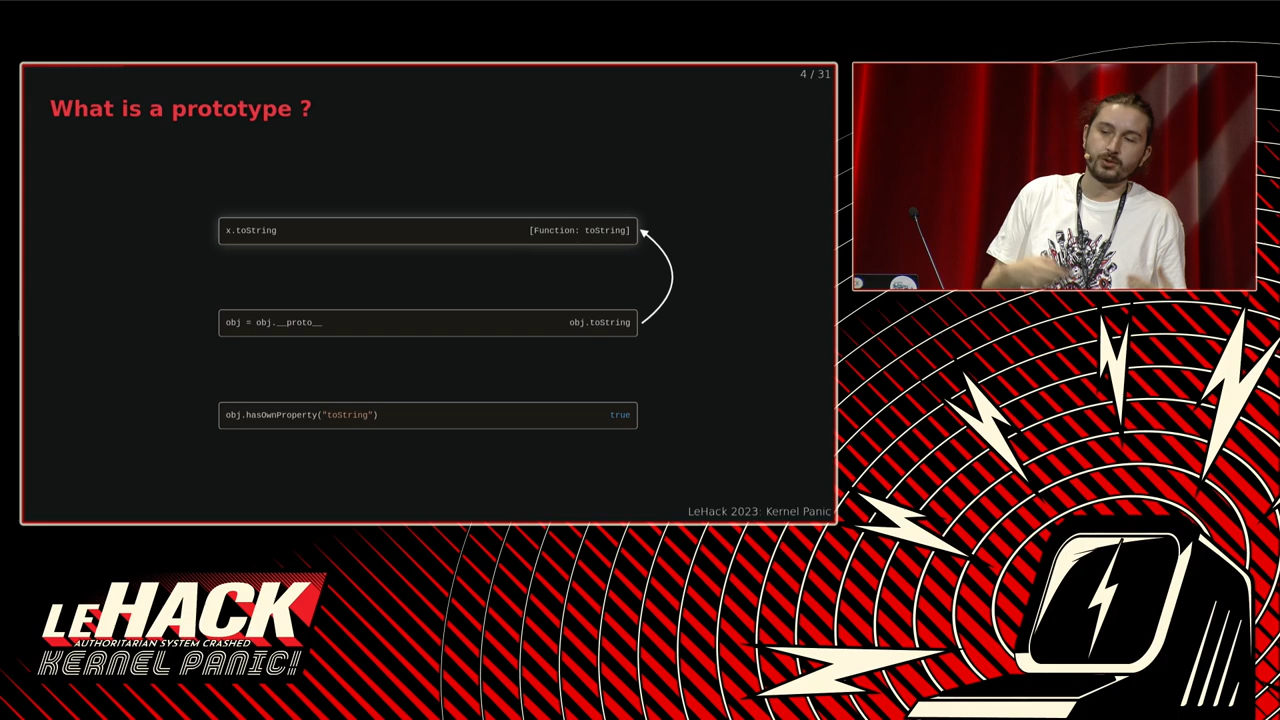 4 / 31
What is a prototype ?
x.toString [Function: toString]
obj = obj.__proto__ obj.toString
obj.hasOwnProperty("toString") true
LeHack 2023: Kernel Panic
LEHACK
AUTHORITARIAN SYSTEM CRASHED
KERNEL PANIC!